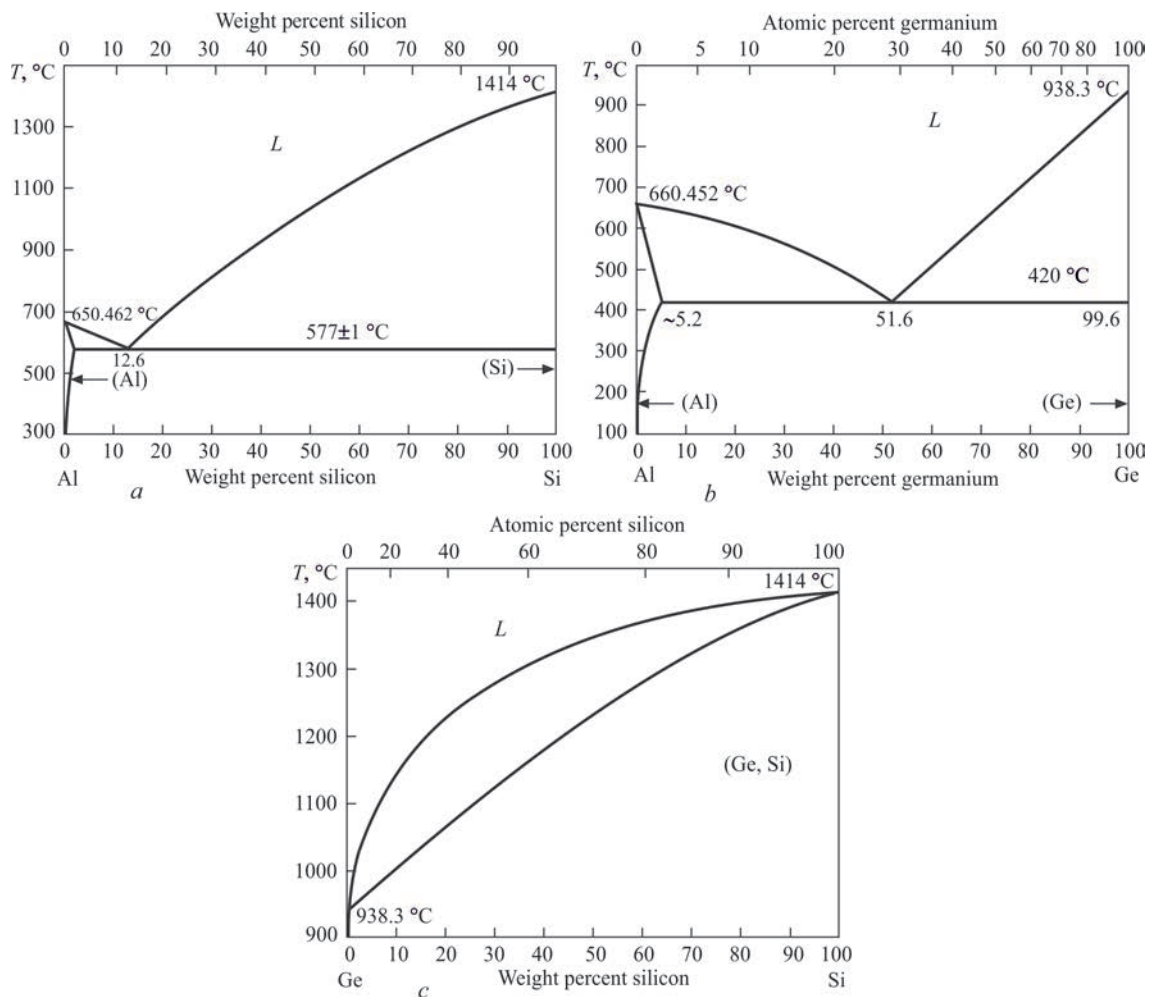 Weight percent silicon
0 10 20 30 40 50 60 70 80 90
T, °C
1414 °C
1300
L
1100
900
700
650.462 °C
577±1 °C
12.6
500
(Al)
(Si)
300
0 10 20 30 40 50 60 70 80 90 100
Al
Weight percent silicon
Si
a
Atomic percent germanium
0 5 10 20 30 40 50 60 70 80 100
T, °C
938.3 °C
900
L
800
700
660.452 °C
600
500
420 °C
400
~5.2
51.6
99.6
300
200
(Al)
(Ge)
100
0 10 20 30 40 50 60 70 80 90 100
Al
Weight percent germanium
Ge
b
Atomic percent silicon
0 20 40 60 80 90 100
T, °C
1414 °C
1400
L
1300
1200
(Ge, Si)
1100
1000
938.3 °C
900
0 10 20 30 40 50 60 70 80 90 100
Ge
Weight percent silicon
Si
c